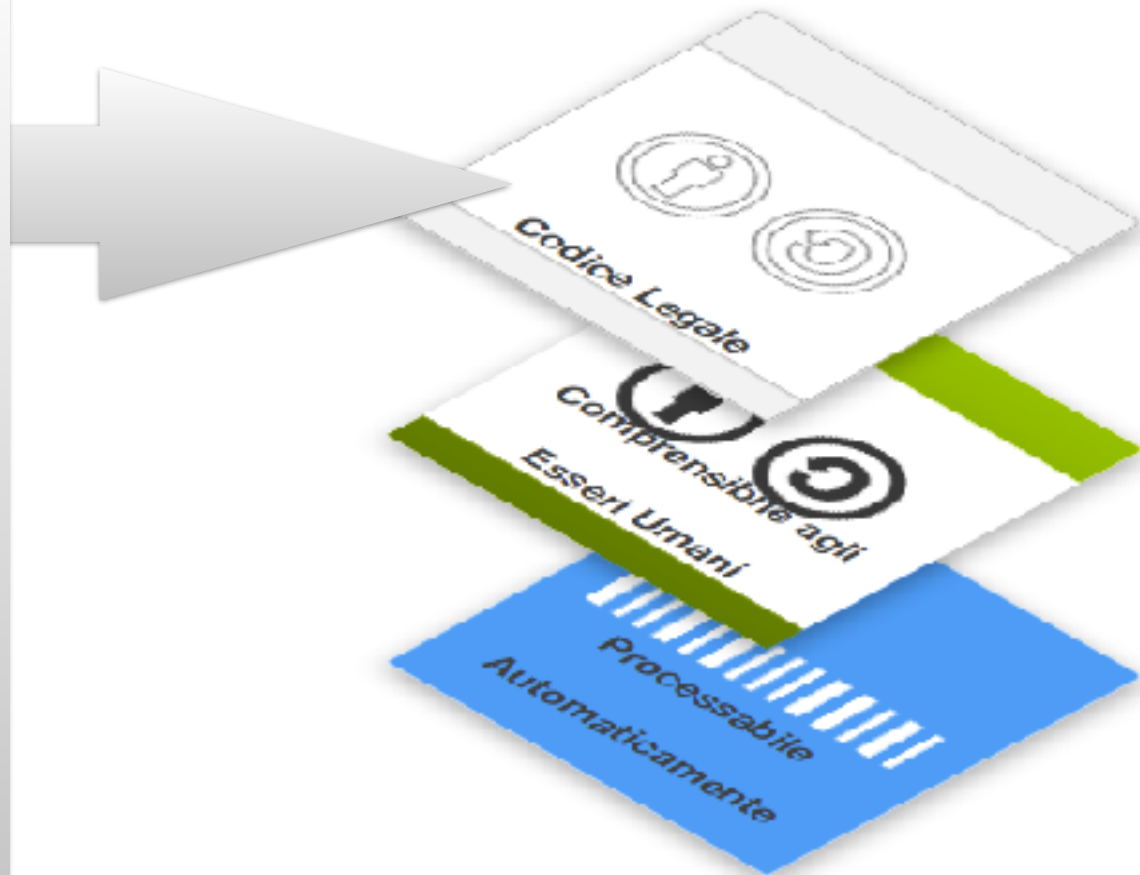 Codice Legale
Comprensibile agli
Esseri Umani
Processabile
Automaticamente